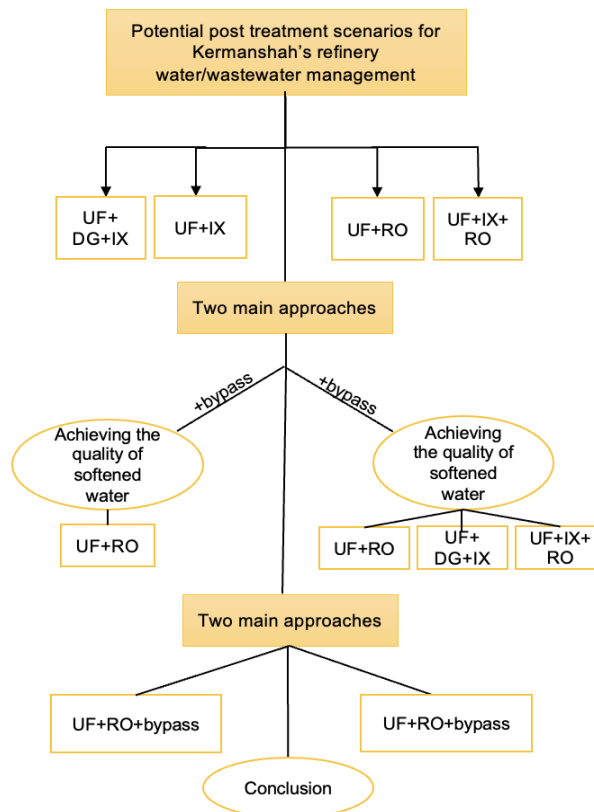 Potential post treatment scenarios for
Kermanshah's refinery
water/wastewater management
UF+
DG+IX
UF+IX
UF+RO
UF+IX+
RO
Two main approaches
+bypass
+bypass
Achieving the
quality of
softened
water
Achieving
the quality of
softened
water
UF+RO
UF+RO
UF+
DG+IX
UF+IX+
RO
Two main approaches
UF+RO+bypass
UF+RO+bypass
Conclusion